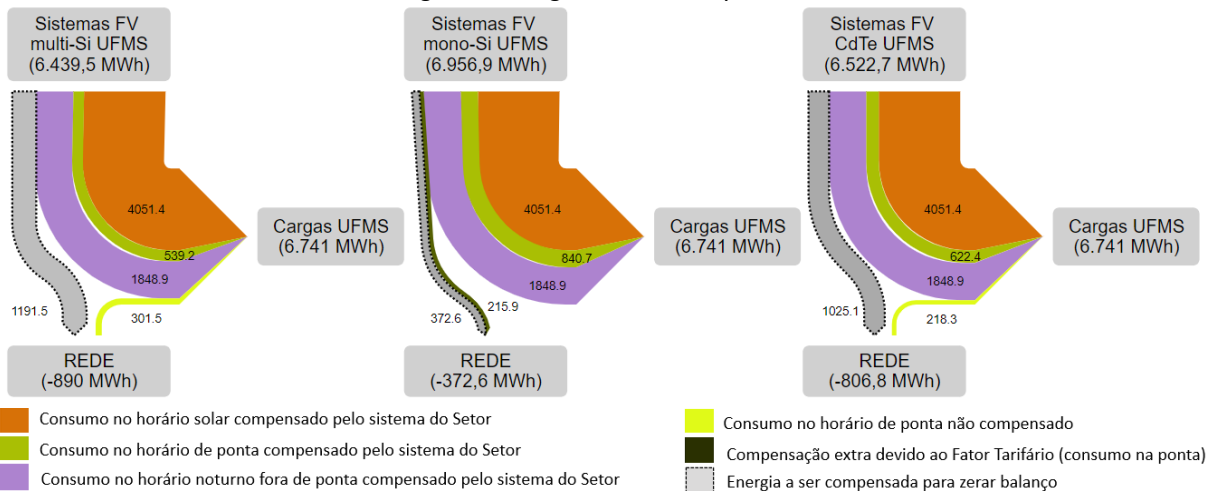 Sistemas FV
multi-Si UFMS
(6.439,5 MWh)
4051.4
539.2
1848.9
1191.5
301.5
Cargas UFMS
(6.741 MWh)
REDE
(-890 MWh)
Sistemas FV
mono-Si UFMS
(6.956,9 MWh)
4051.4
840.7
1848.9
215.9
372.6
Cargas UFMS
(6.741 MWh)
REDE
(-372,6 MWh)
Sistemas FV
CdTe UFMS
(6.522,7 MWh)
4051.4
622.4
1848.9
1025.1
218.3
Cargas UFMS
(6.741 MWh)
REDE
(-806,8 MWh)
Consumo no horário solar compensado pelo sistema do Setor
Consumo no horário de ponta compensado pelo sistema do Setor
Consumo no horário noturno fora de ponta compensado pelo sistema do Setor
Consumo no horário de ponta não compensado
Compensação extra devido ao Fator Tarifário (consumo na ponta)
Energia a ser compensada para zerar balanço